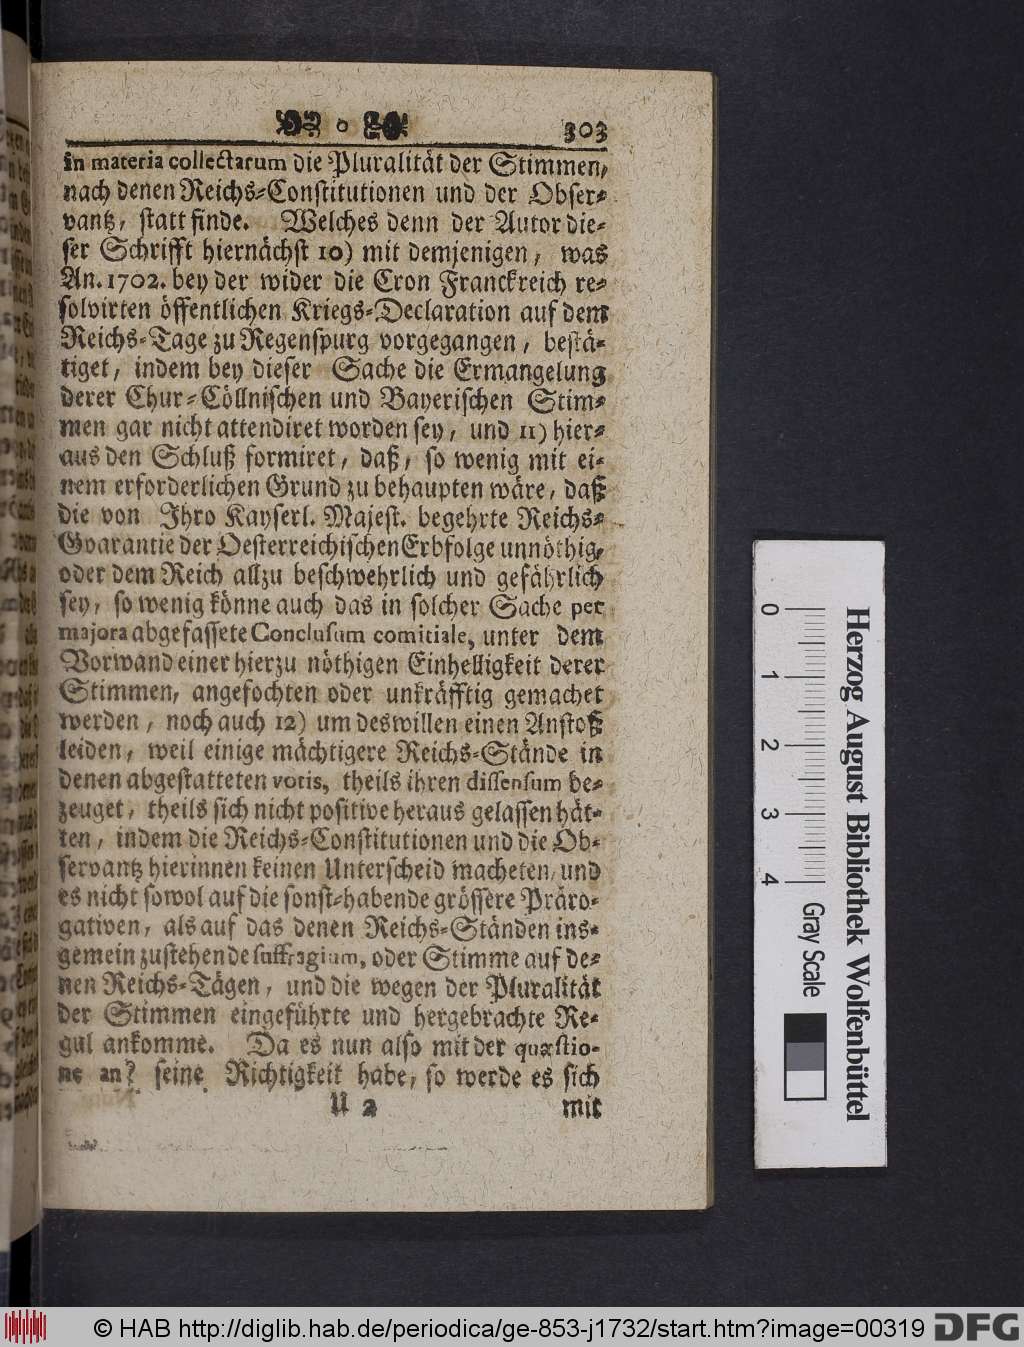 303
in materia collectarum die Pluralität der Stimmen,
nach denen Reichs-Constitutionen und der Obser-
vantz, statt finde. Welches denn der Autor die-
ser Schrifft hiernächst 10) mit demjenigen, was
An. 1702. bey der wider die Cron Franckreich re-
solvirten öffentlichen Kriegs-Declaration auf dem
Reichs-Tage zu Regenspurg vorgegangen, bestä-
tiget, indem bey dieser Sache die Ermangelung
derer Chur-Cöllnischen und Bayerischen Stim-
men gar nicht attendiret worden sey, und 11) hier-
aus den Schluß formiret, daß, so wenig mit ei-
nem erforderlichen Grund zu behaupten wäre, daß
die von Ihro Kayserl. Majest. begehrte Reichs-
Gvarantie der Oesterreichischen Erbfolge unnöthig,
oder dem Reich allzu beschwehrlich und gefährlich
sey, so wenig könne auch das in solcher Sache per
majora abgefassete Conclusum comitiale, unter dem
Vorwand einer hierzu nöthigen Einhelligkeit derer
Stimmen, angefochten oder unkräfftig gemachet
werden, noch auch 12) um deswillen einen Anstoß
leiden, weil einige mächtigere Reichs-Stände in
denen abgestatteten votis, theils ihren dissensum be-
zeuget, theils sich nicht positive heraus gelassen hät-
ten, indem die Reichs-Constitutionen und die Ob-
servantz hierinnen keinen Unterscheid macheten, und
es nicht sowol auf die sonst-habende grössere Präro-
gativen, als auf das denen Reichs-Ständen ins-
gemein zustehende suffragium, oder Stimme auf de-
nen Reichs-Tägen, und die wegen der Pluralität
der Stimmen eingeführte und hergebrachte Re-
gul ankomme. Da es nun also mit der quæstio-
ne an? seine Richtigkeit habe, so werde es sich
U 2 mit
0 1 2 3 4
Gray Scale
Herzog August Bibliothek Wolfenbüttel
© HAB http://diglib.hab.de/periodica/ge-853-j1732/start.htm?image=00319
DFG